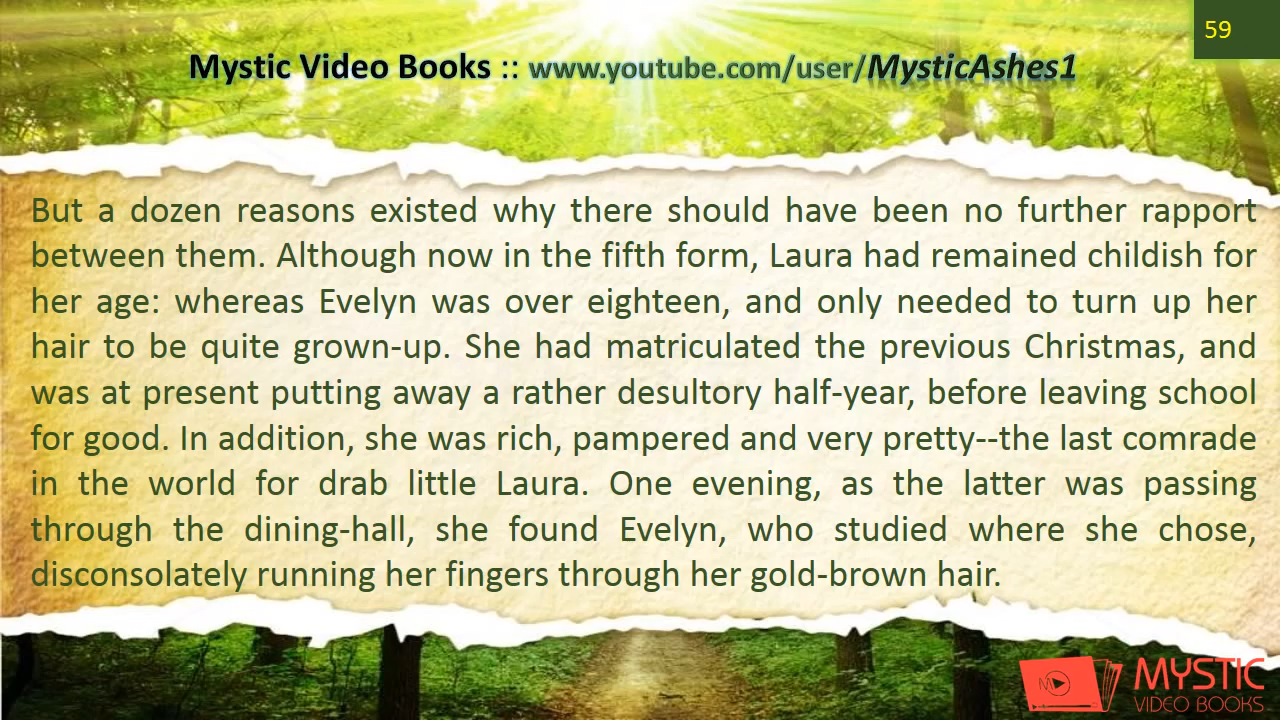 59
Mystic Video Books :: www.youtube.com/user/MysticAshes1
But a dozen reasons existed why there should have been no further rapport
between them. Although now in the fifth form, Laura had remained childish for
her age: whereas Evelyn was over eighteen, and only needed to turn up her
hair to be quite grown-up. She had matriculated the previous Christmas, and
was at present putting away a rather desultory half-year, before leaving school
for good. In addition, she was rich, pampered and very pretty--the last comrade
in the world for drab little Laura. One evening, as the latter was passing
through the dining-hall, she found Evelyn, who studied where she chose,
disconsolately running her fingers through her gold-brown hair.
MYSTIC
VIDEO BOOKS